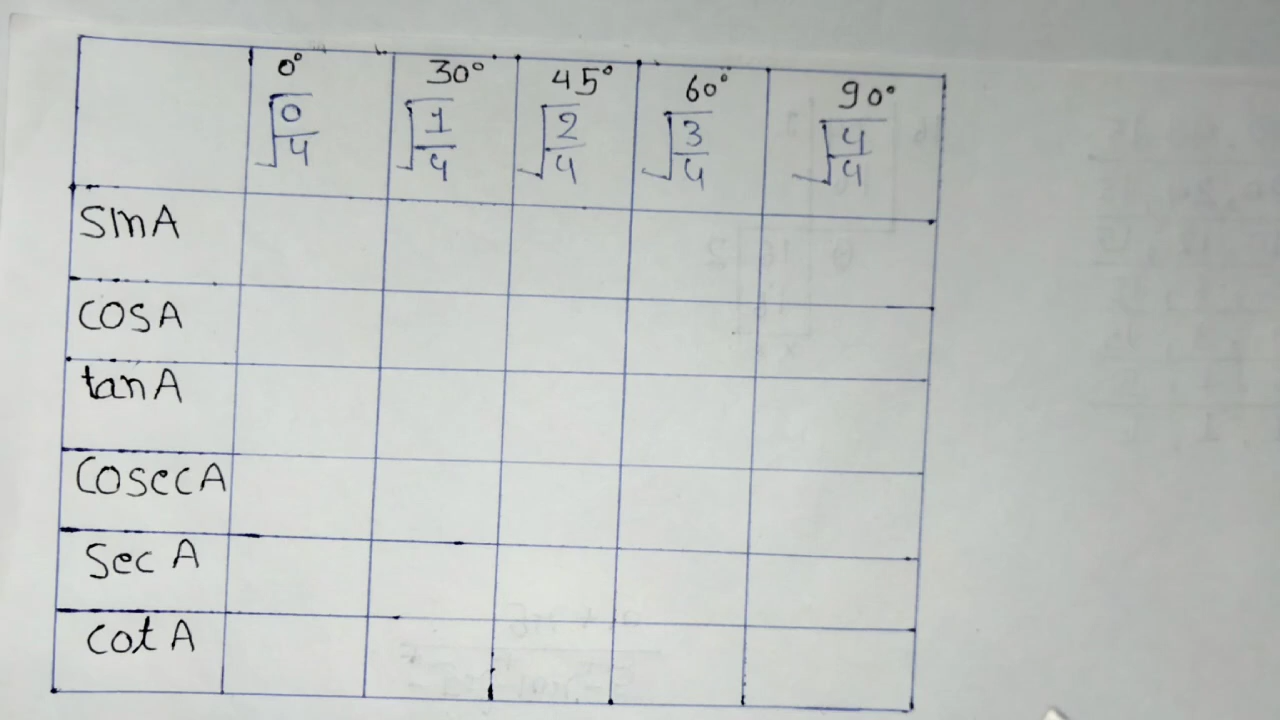 0° 30° 45° 60° 90°
√0/4 √1/4 √2/4 √3/4 √4/4
sinA
cosA
tanA
cosecA
sec A
cot A